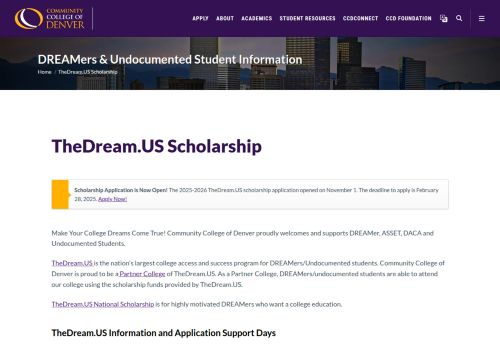 COMMUNITY
COLLEGE OF
DENVER
APPLY ABOUT ACADEMICS STUDENT RESOURCES CCDCONNECT CCD FOUNDATION
DREAMers & Undocumented Student Information
Home / TheDream.US Scholarship
TheDream.US Scholarship
Scholarship Application is Now Open! The 2025-2026 TheDream.US scholarship application opened on November 1. The deadline to apply is February
28, 2025. Apply Now!
Make Your College Dreams Come True! Community College of Denver proudly welcomes and supports DREAMer, ASSET, DACA and
Undocumented Students.
TheDream.US is the nation's largest college access and success program for DREAMers/Undocumented students. Community College of
Denver is proud to be a Partner College of TheDream.US. As a Partner College, DREAMers/undocumented students are able to attend
our college using the scholarship funds provided by TheDream.US.
TheDream.US National Scholarship is for highly motivated DREAMers who want a college education.
TheDream.US Information and Application Support Days